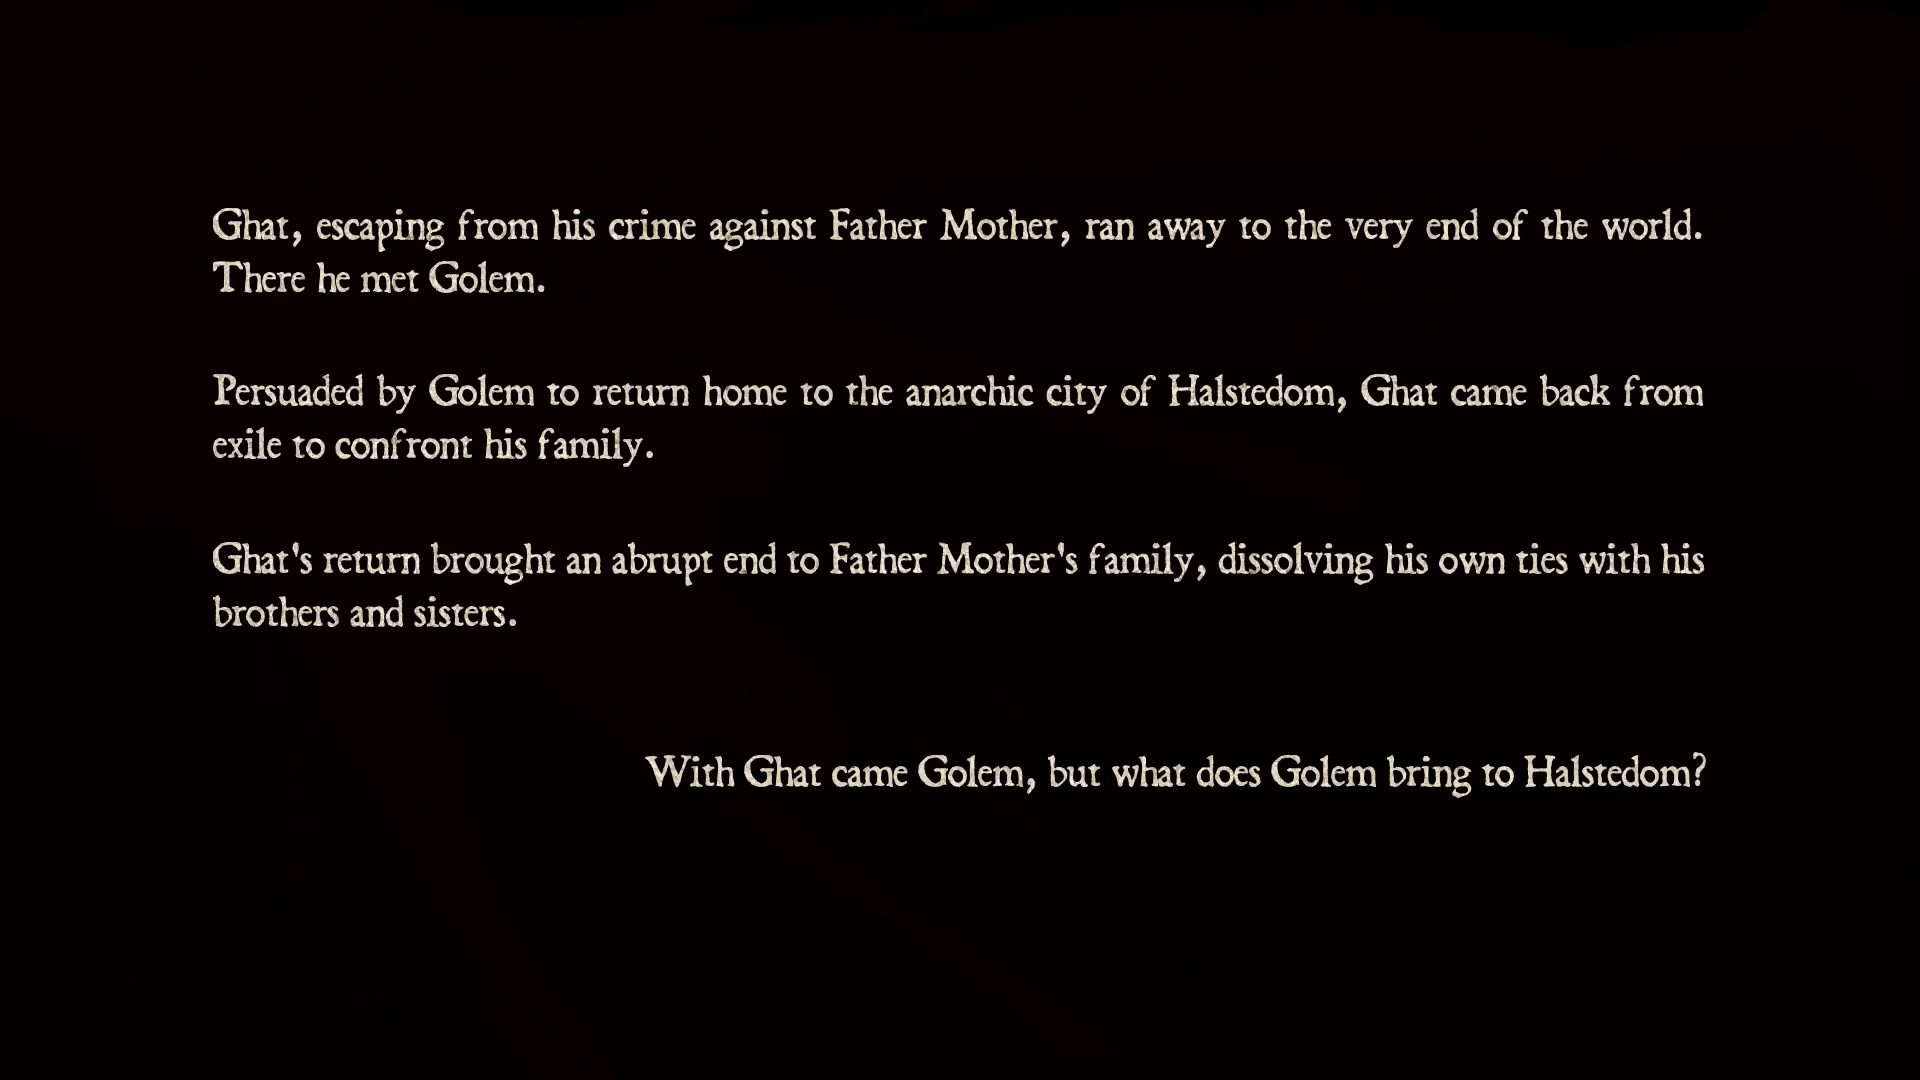 Ghat, escaping from his crime against Father Mother, ran away to the very end of the world.
There he met Golem.
Persuaded by Golem to return home to the anarchic city of Halstedom, Ghat came back from
exile to confront his family.
Ghat's return brought an abrupt end to Father Mother's family, dissolving his own ties with his
brothers and sisters.
With Ghat came Golem, but what does Golem bring to Halstedom?